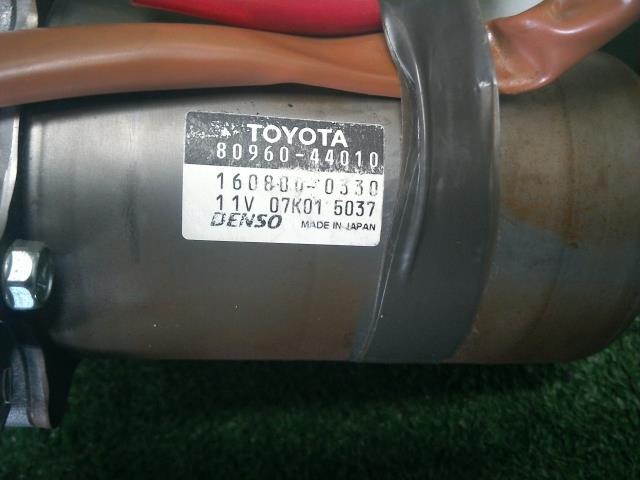 TOYOTA
80960-44010
160800-0330
11V 07K01 5037
DENSO MADE IN JAPAN